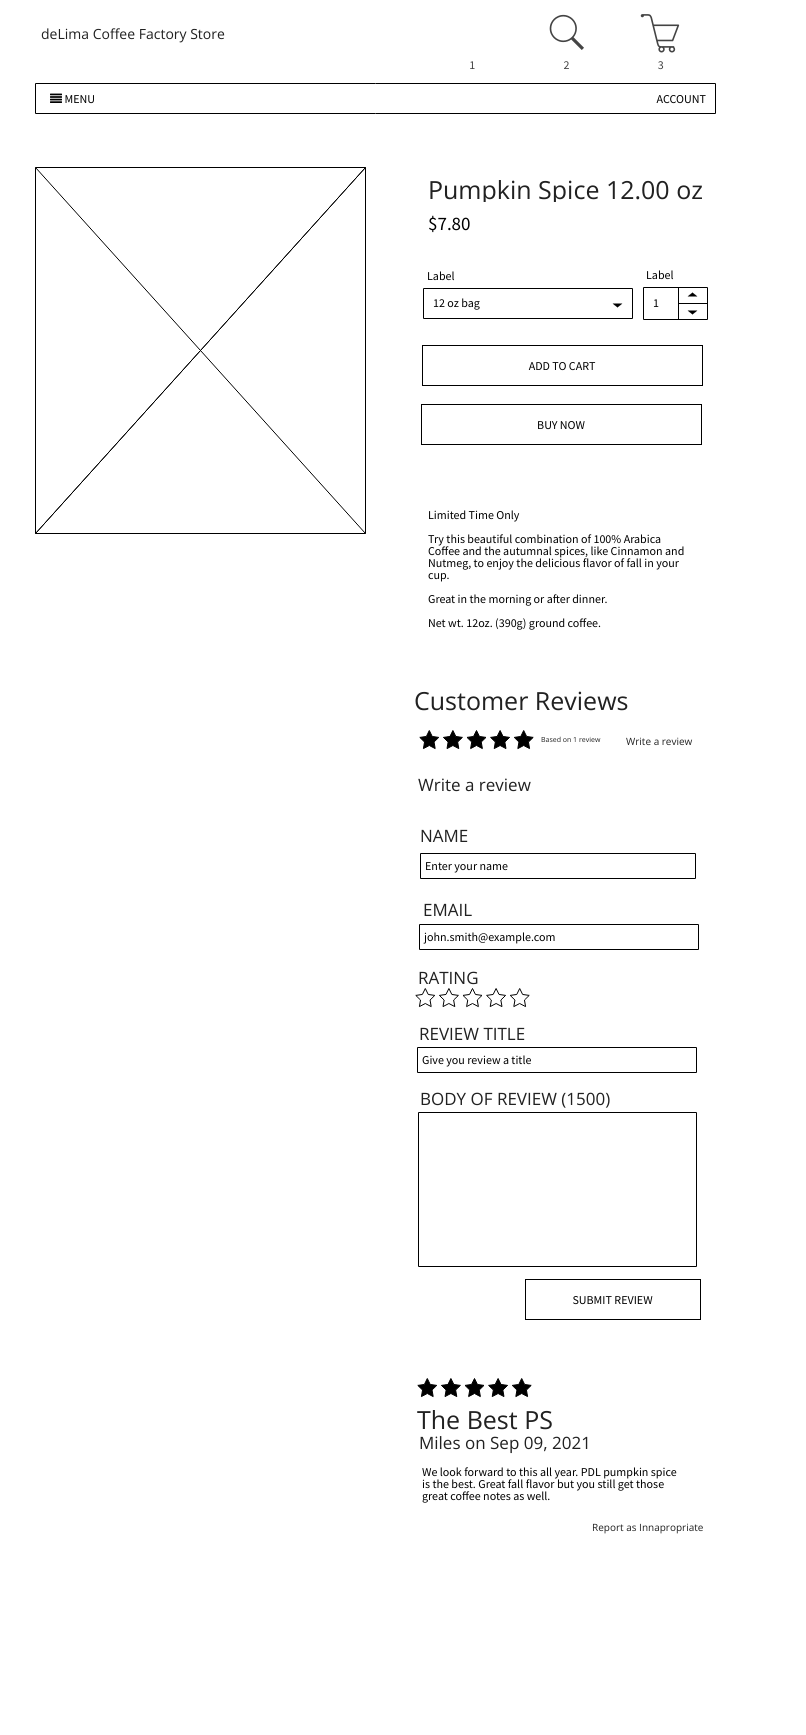 deLima Coffee Factory Store
1 2 3
MENU ACCOUNT
Pumpkin Spice 12.00 oz
$7.80
Label Label
12 oz bag 1
ADD TO CART
BUY NOW
Limited Time Only
Try this beautiful combination of 100% Arabica
Coffee and the autumnal spices, like Cinnamon and
Nutmeg, to enjoy the delicious flavor of fall in your
cup.
Great in the morning or after dinner.
Net wt. 12oz. (390g) ground coffee.
Customer Reviews
Based on 1 review Write a review
Write a review
NAME
Enter your name
EMAIL
john.smith@example.com
RATING
REVIEW TITLE
Give you review a title
BODY OF REVIEW (1500)
SUBMIT REVIEW
The Best PS
Miles on Sep 09, 2021
We look forward to this all year. PDL pumpkin spice
is the best. Great fall flavor but you still get those
great coffee notes as well.
Report as Innapropriate